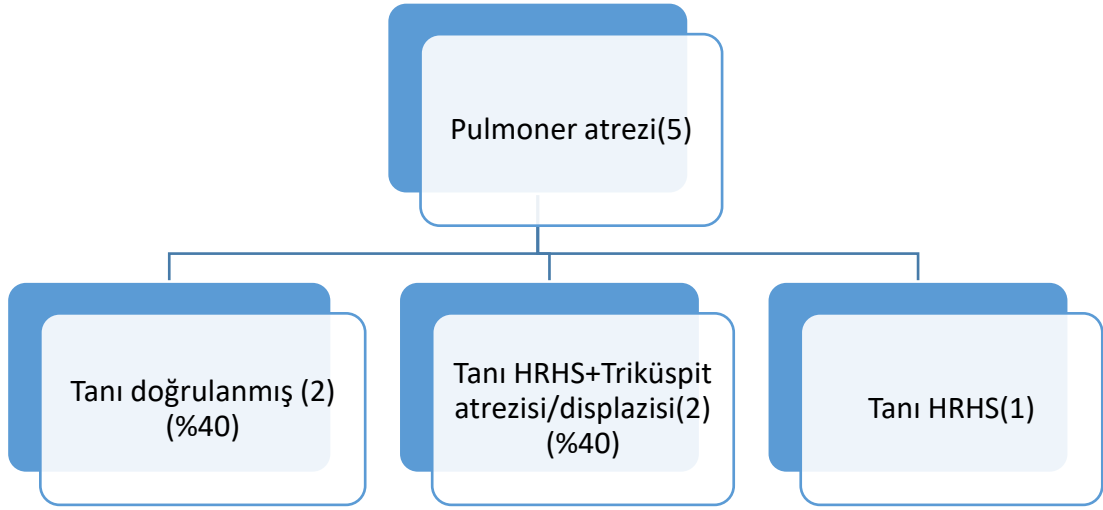 Pulmoner atrezi(5)
Tanı doğrulanmış (2)
(%40)
Tanı HRHS+Triküspit
atrezisi/displazisi(2)
(%40)
Tanı HRHS(1)